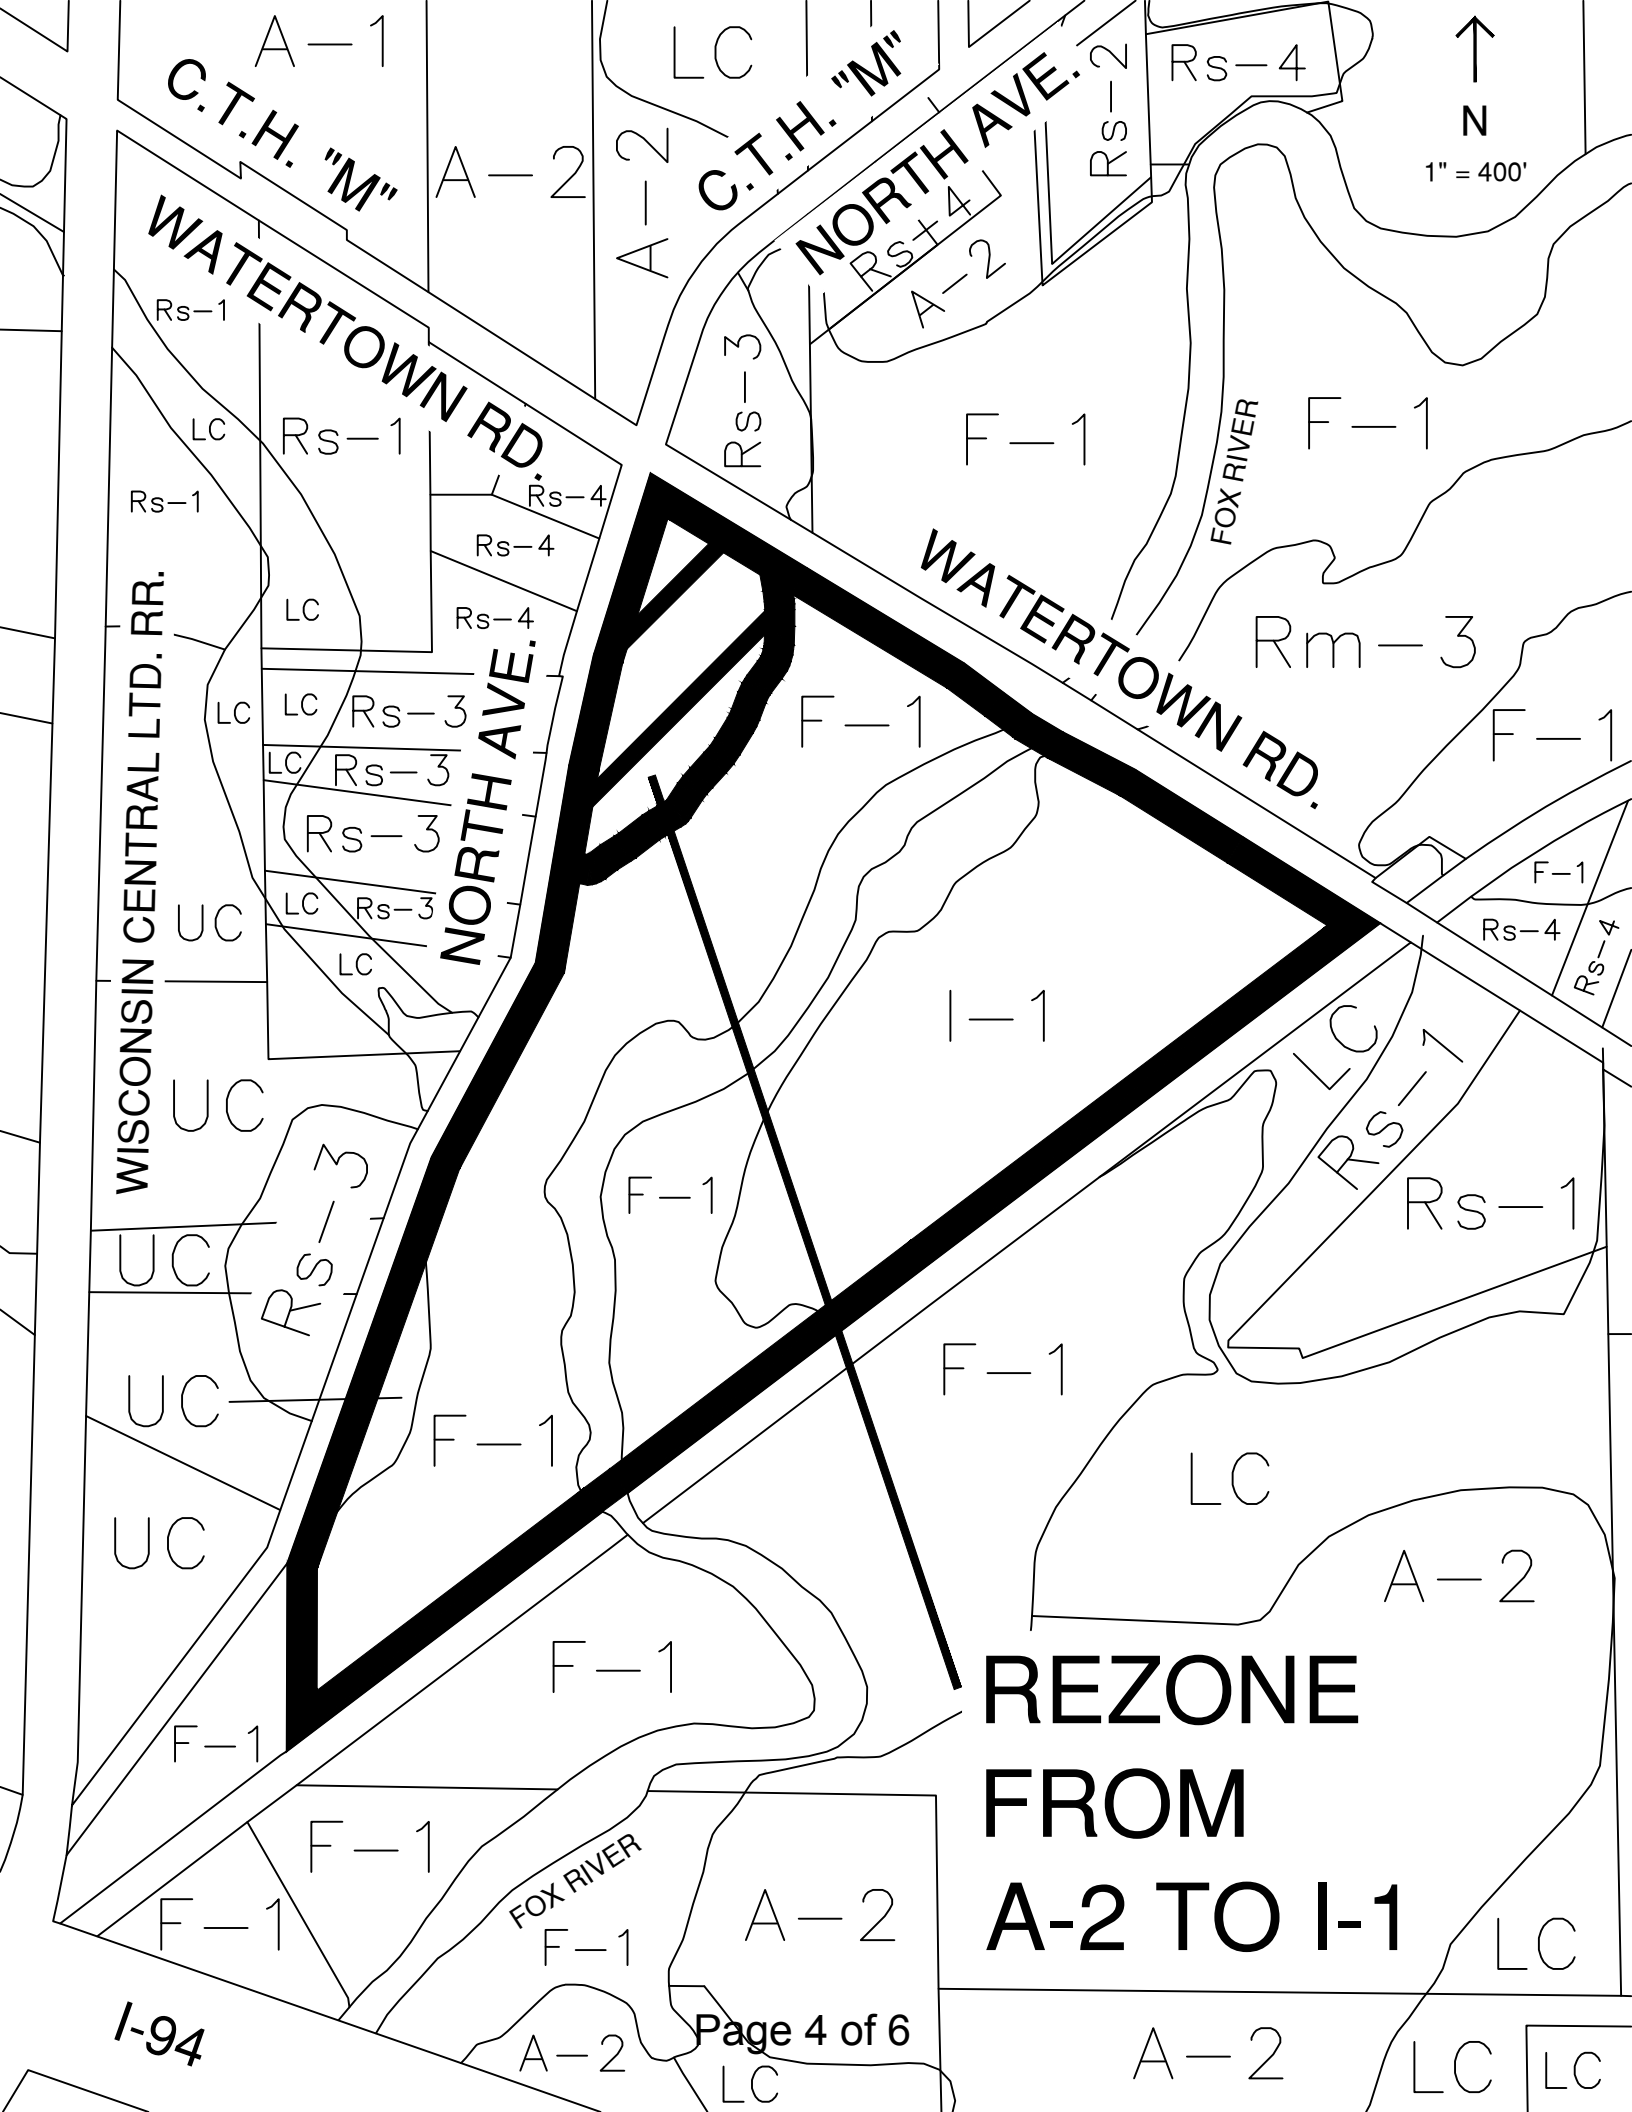 A-1
LC
C.T.H. "M"
C.T.H. "M"
NORTH AVE.
Rs-2
Rs-4
N
1" = 400'
A-2
A-2
Rs-4
A-2
WATERTOWN RD.
Rs-1
Rs-3
LC
Rs-1
F-1
F-1
FOX RIVER
Rs-1
Rs-4
Rs-4
Rs-4
LC
WATERTOWN RD.
Rm-3
WISCONSIN CENTRAL LTD. RR.
NORTH AVE.
LC
LC
Rs-3
F-1
F-1
LC
Rs-3
Rs-3
F-1
LC
Rs-3
UC
Rs-4
Rs-4
LC
I-1
LC
Rs-1
UC
Rs-3
F-1
Rs-1
UC
F-1
UC
F-1
LC
UC
A-2
F-1
F-1
REZONE
FROM
A-2 TO I-1
F-1
FOX RIVER
F-1
F-1
A-2
LC
I-94
Page 4 of 6
A-2
LC
A-2
LC
LC